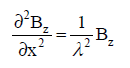 ∂²B_z/∂x² = 1/λ² B_z